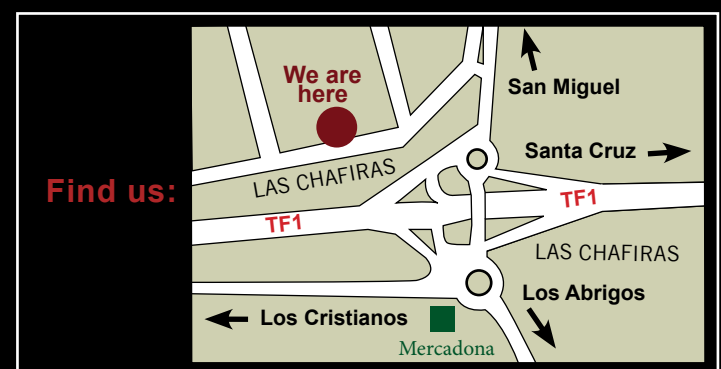 Find us:
We are
here
San Miguel
Santa Cruz
LAS CHAFIRAS
TF1
TF1
LAS CHAFIRAS
Los Abrigos
Los Cristianos
Mercadona